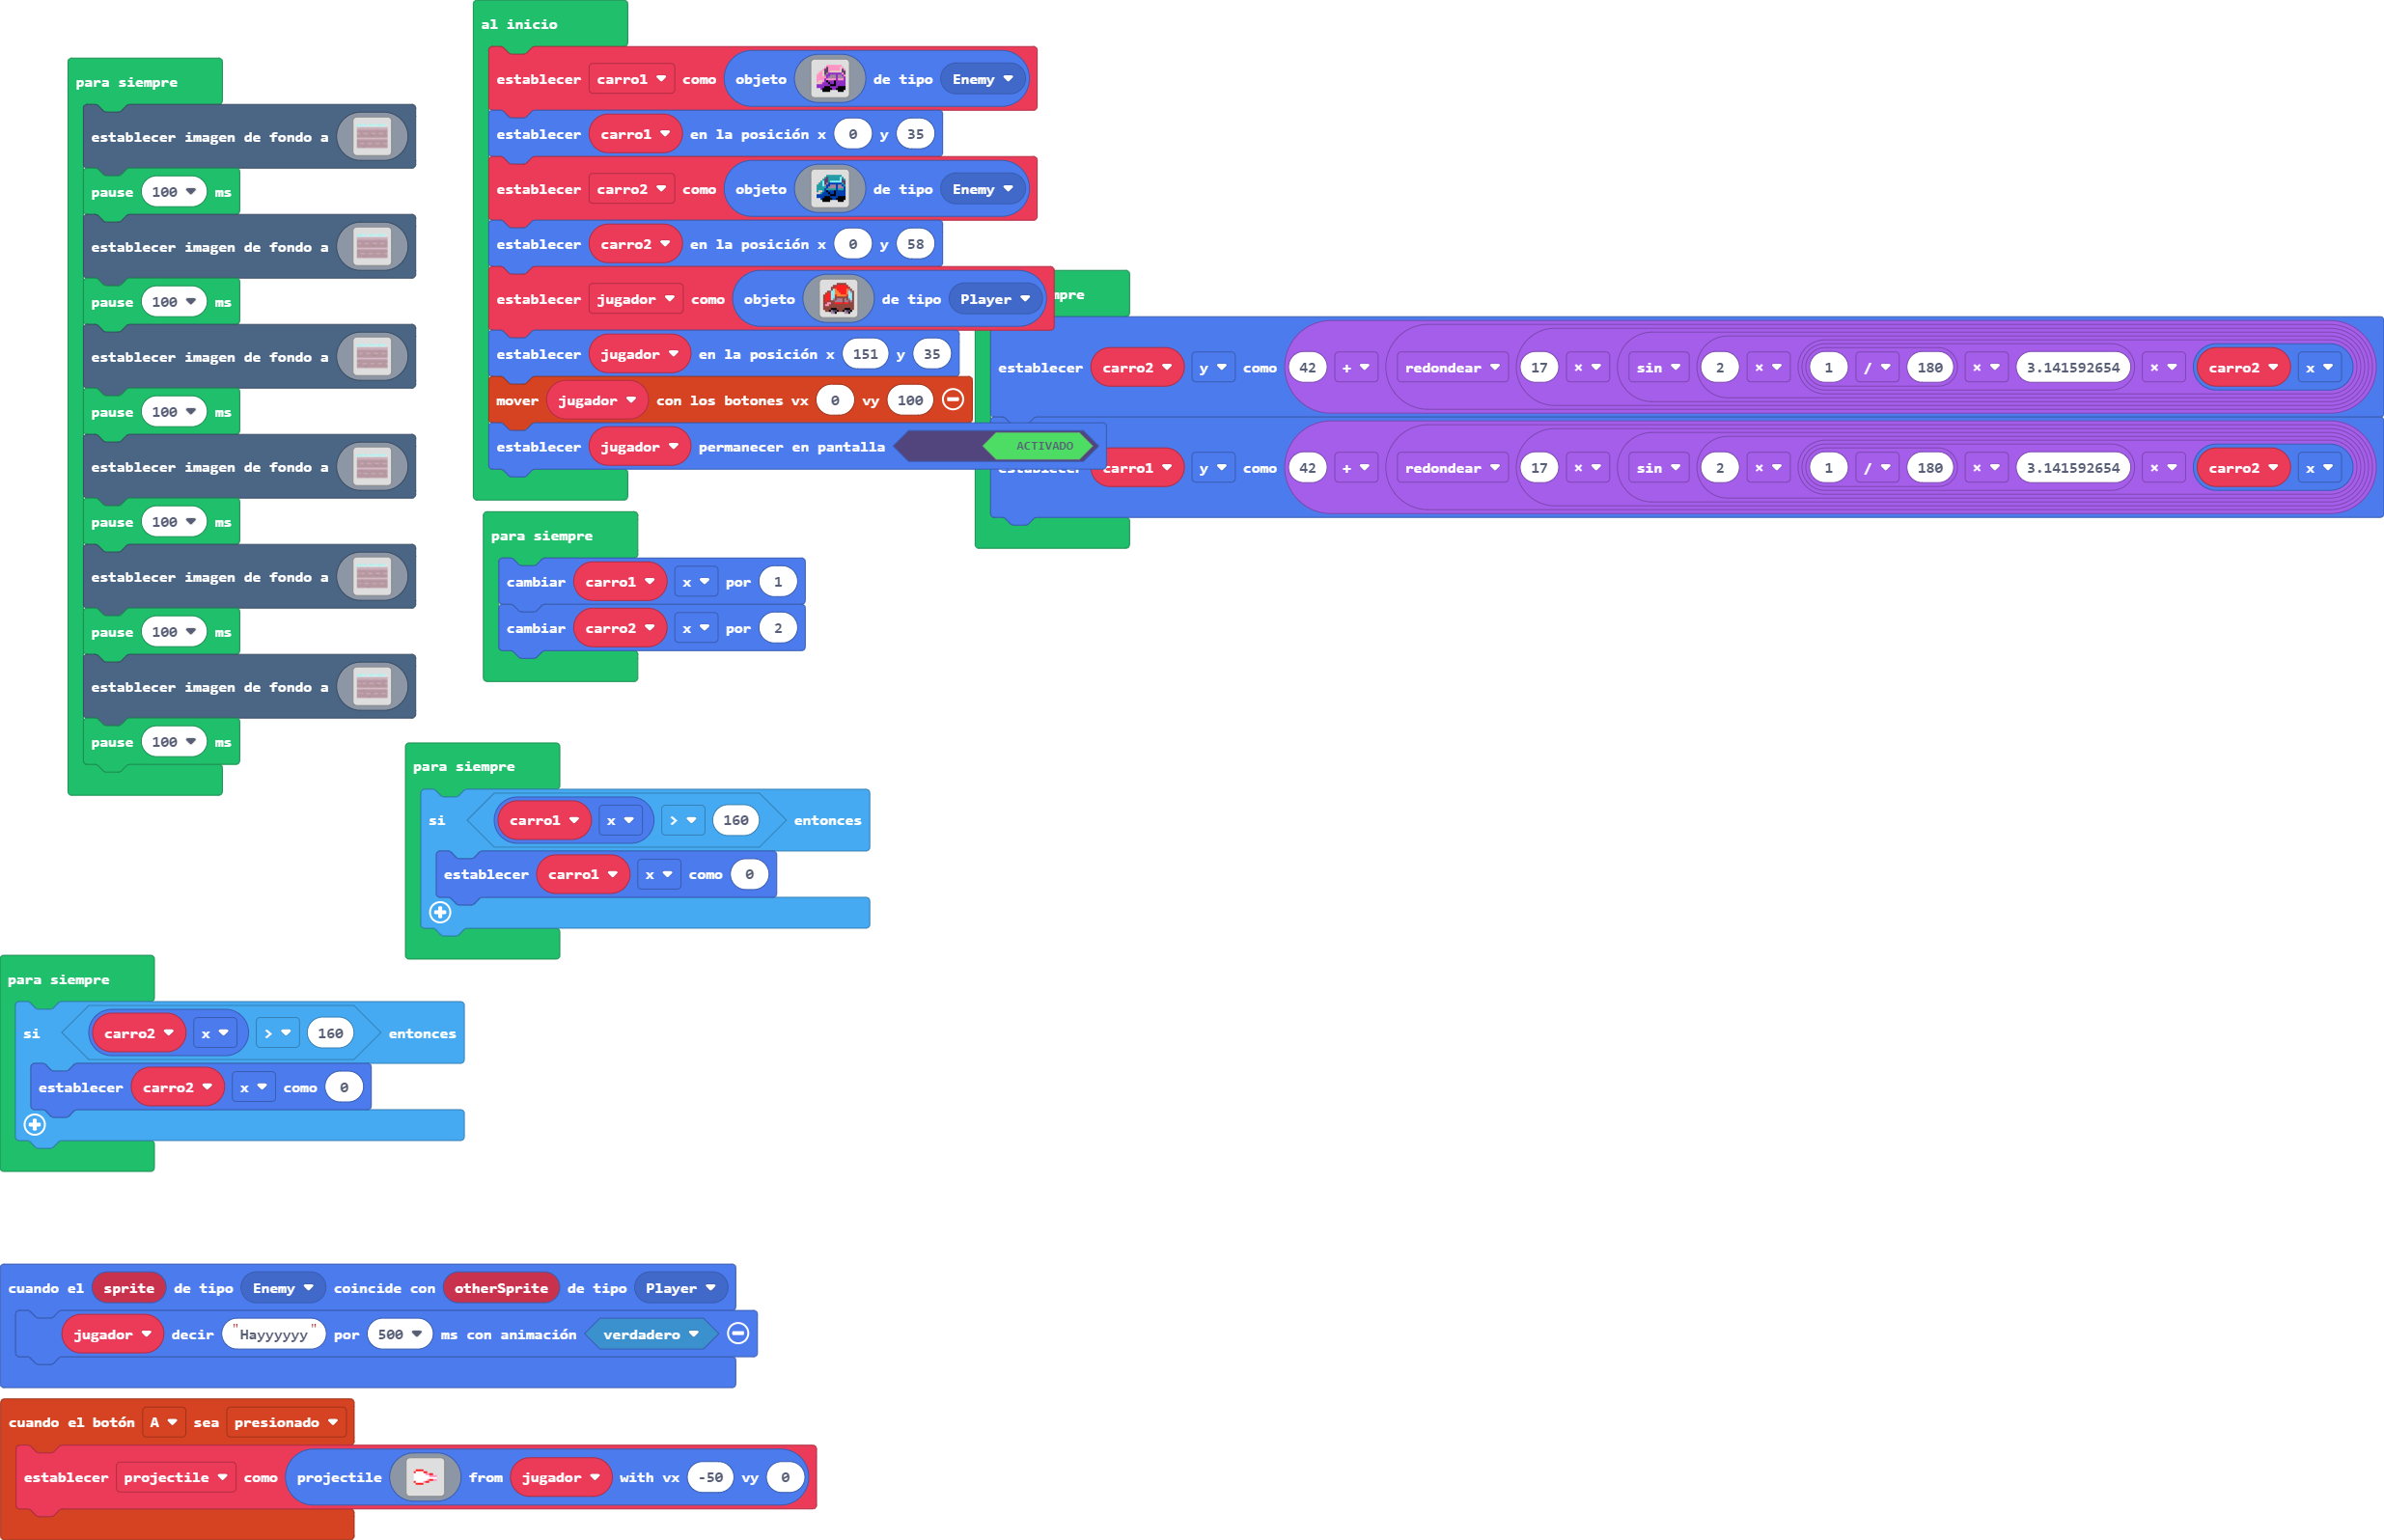 para siempre
establecer imagen de fondo a
pause 100 ms
establecer imagen de fondo a
pause 100 ms
establecer imagen de fondo a
pause 100 ms
establecer imagen de fondo a
pause 100 ms
establecer imagen de fondo a
pause 100 ms
establecer imagen de fondo a
pause 100 ms
al inicio
establecer carro1 como objeto de tipo Enemy
establecer carro1 en la posición x 0 y 35
establecer carro2 como objeto de tipo Enemy
establecer carro2 en la posición x 0 y 58
establecer jugador como objeto de tipo Player
establecer jugador en la posición x 151 y 35
mover jugador con los botones vx 0 vy 100
establecer jugador permanecer en pantalla ACTIVADO
establecer carro2 y como 42 + redondear 17 × sin 2 × 1 / 180 × 3.141592654 × carro2 x
establecer carro1 y como 42 + redondear 17 × sin 2 × 1 / 180 × 3.141592654 × carro2 x
para siempre
cambiar carro1 x por 1
cambiar carro2 x por 2
para siempre
si carro1 x > 160 entonces
establecer carro1 x como 0
para siempre
si carro2 x > 160 entonces
establecer carro2 x como 0
cuando el sprite de tipo Enemy coincide con otherSprite de tipo Player
jugador decir "Hayyyyyy" por 500 ms con animación verdadero
cuando el botón A sea presionado
establecer projectile como projectile from jugador with vx -50 vy 0